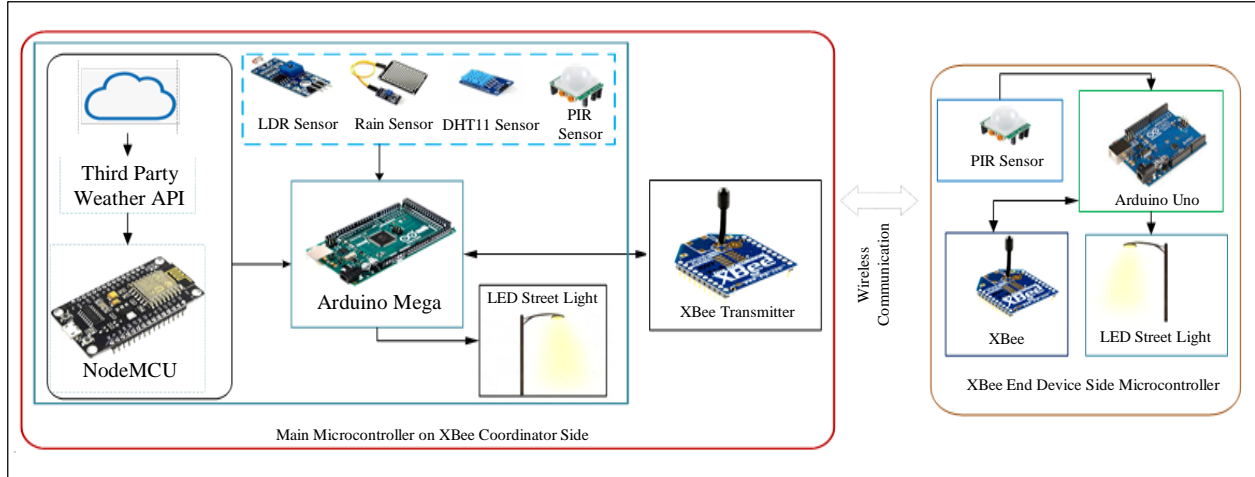 LDR Sensor
Rain Sensor
DHT11 Sensor
PIR
Sensor
Third Party
Weather API
NodeMCU
Arduino Mega
LED Street Light
XBee
XBee Transmitter
Main Microcontroller on XBee Coordinator Side
Wireless
Communication
PIR Sensor
Arduino Uno
XBee
XBee
LED Street Light
XBee End Device Side Microcontroller